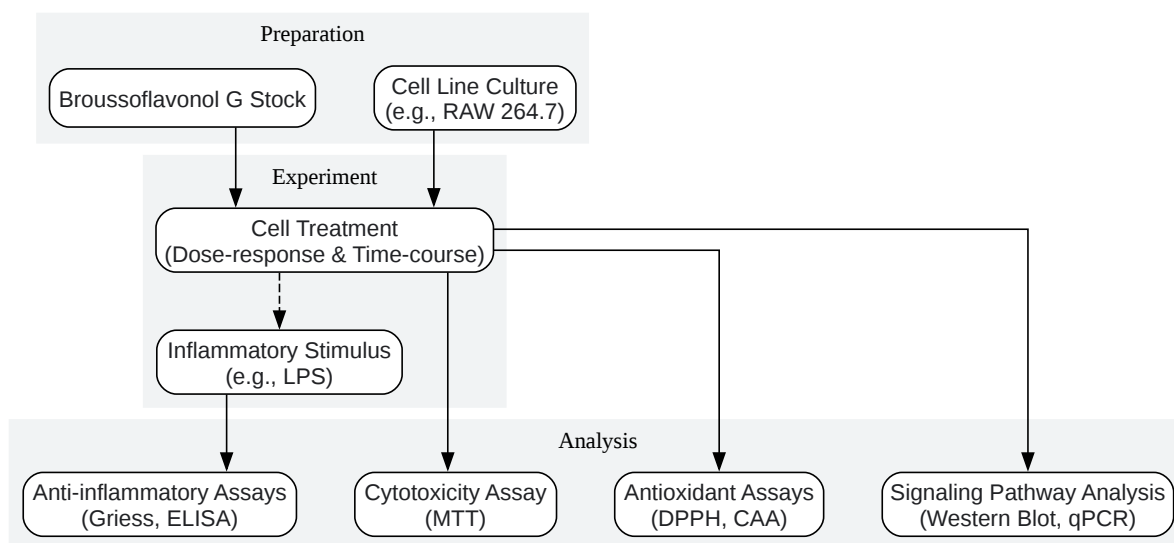 Preparation
Broussoflavonol G Stock
Cell Line Culture
(e.g., RAW 264.7)
Experiment
Cell Treatment
(Dose-response & Time-course)
Inflammatory Stimulus
(e.g., LPS)
Analysis
Anti-inflammatory Assays
(Griess, ELISA)
Cytotoxicity Assay
(MTT)
Antioxidant Assays
(DPPH, CAA)
Signaling Pathway Analysis
(Western Blot, qPCR)